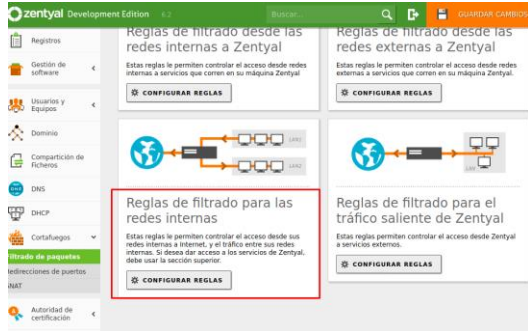 zentyal Development Edition 6.2
Buscar...
GUARDAR CAMBIOS
Registros
Gestión de
software
Usuarios y
Equipos
Dominio
Compartición de
Ficheros
DNS
DHCP
Cortafuegos
Filtrado de paquetes
Redirecciones de puertos
SNAT
Autoridad de
certificación
Reglas de filtrado desde las
redes internas a Zentyal
Estas reglas le permiten controlar el acceso desde redes
internas a servicios que corren en su máquina Zentyal
CONFIGURAR REGLAS
Reglas de filtrado desde las
redes externas a Zentyal
Estas reglas le permiten controlar el acceso desde redes
externas a servicios que corren en su máquina Zentyal.
CONFIGURAR REGLAS
LAN1
LAN2
Reglas de filtrado para las
redes internas
Estas reglas le permiten controlar el acceso desde sus
redes internas a Internet, y el tráfico entre sus redes
internas. Si desea dar acceso a los servicios de Zentyal,
debe usar la sección superior.
CONFIGURAR REGLAS
LAN
Reglas de filtrado para el
tráfico saliente de Zentyal
Estas reglas permiten controlar el acceso desde Zentyal
a servicios externos.
CONFIGURAR REGLAS